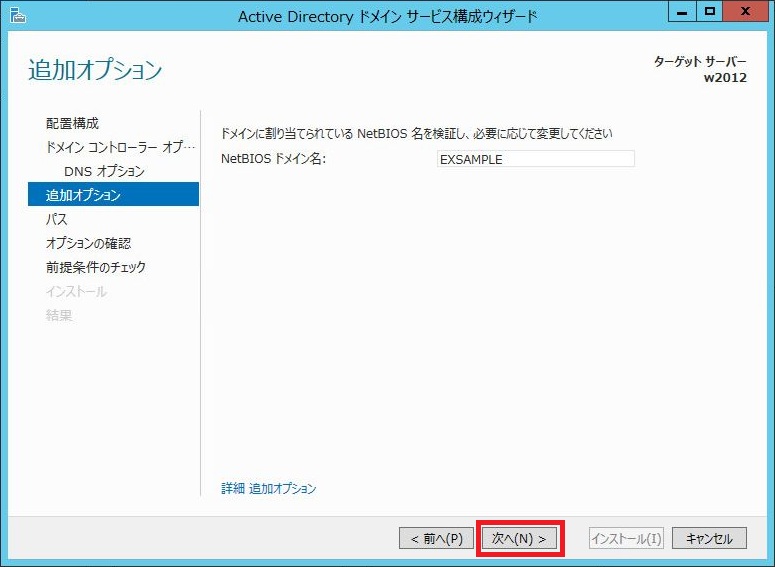 Active Directory ドメイン サービス構成ウィザード
追加オプション
ターゲット サーバー
w2012
配置構成
ドメイン コントローラー オプ…
DNS オプション
追加オプション
パス
オプションの確認
前提条件のチェック
インストール
結果
ドメインに割り当てられている NetBIOS 名を検証し、必要に応じて変更してください
NetBIOS ドメイン名:
EXSAMPLE
詳細 追加オプション
< 前へ(P)
次へ(N) >
インストール(I)
キャンセル